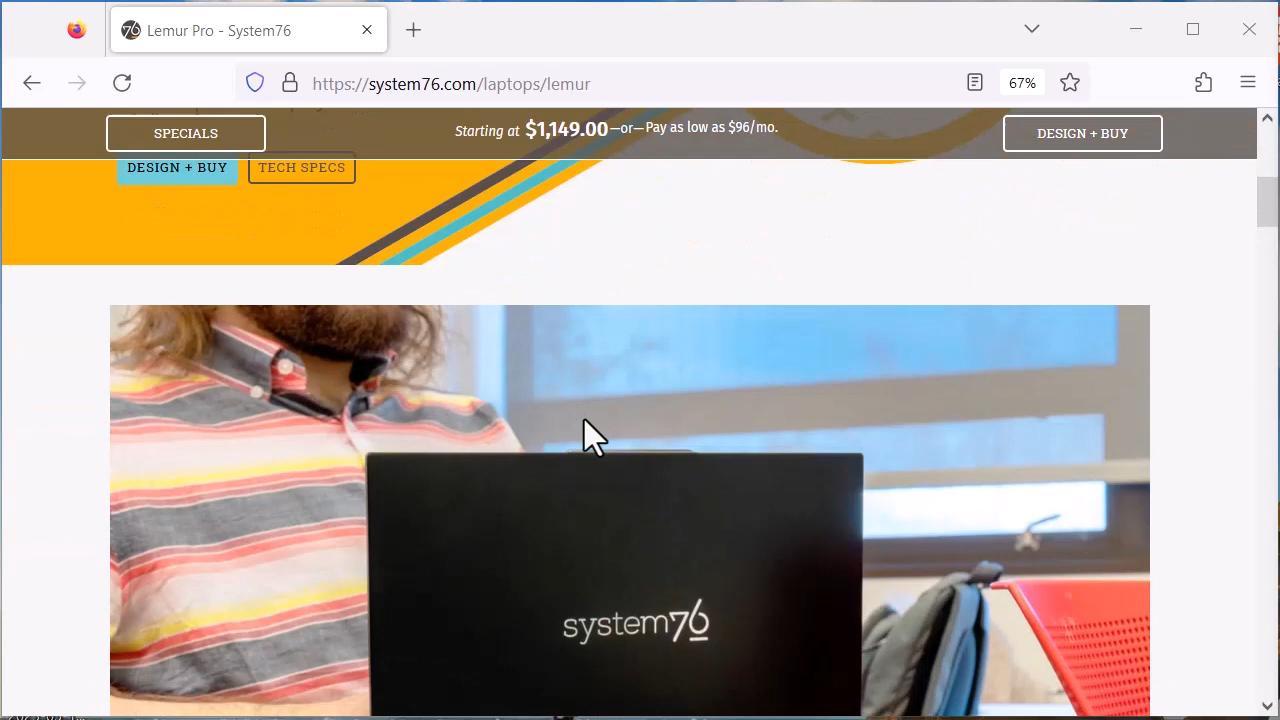 Lemur Pro - System76
https://system76.com/laptops/lemur
67%
SPECIALS
Starting at $1,149.00—or—Pay as low as $96/mo.
DESIGN + BUY
DESIGN + BUY
TECH SPECS
system76